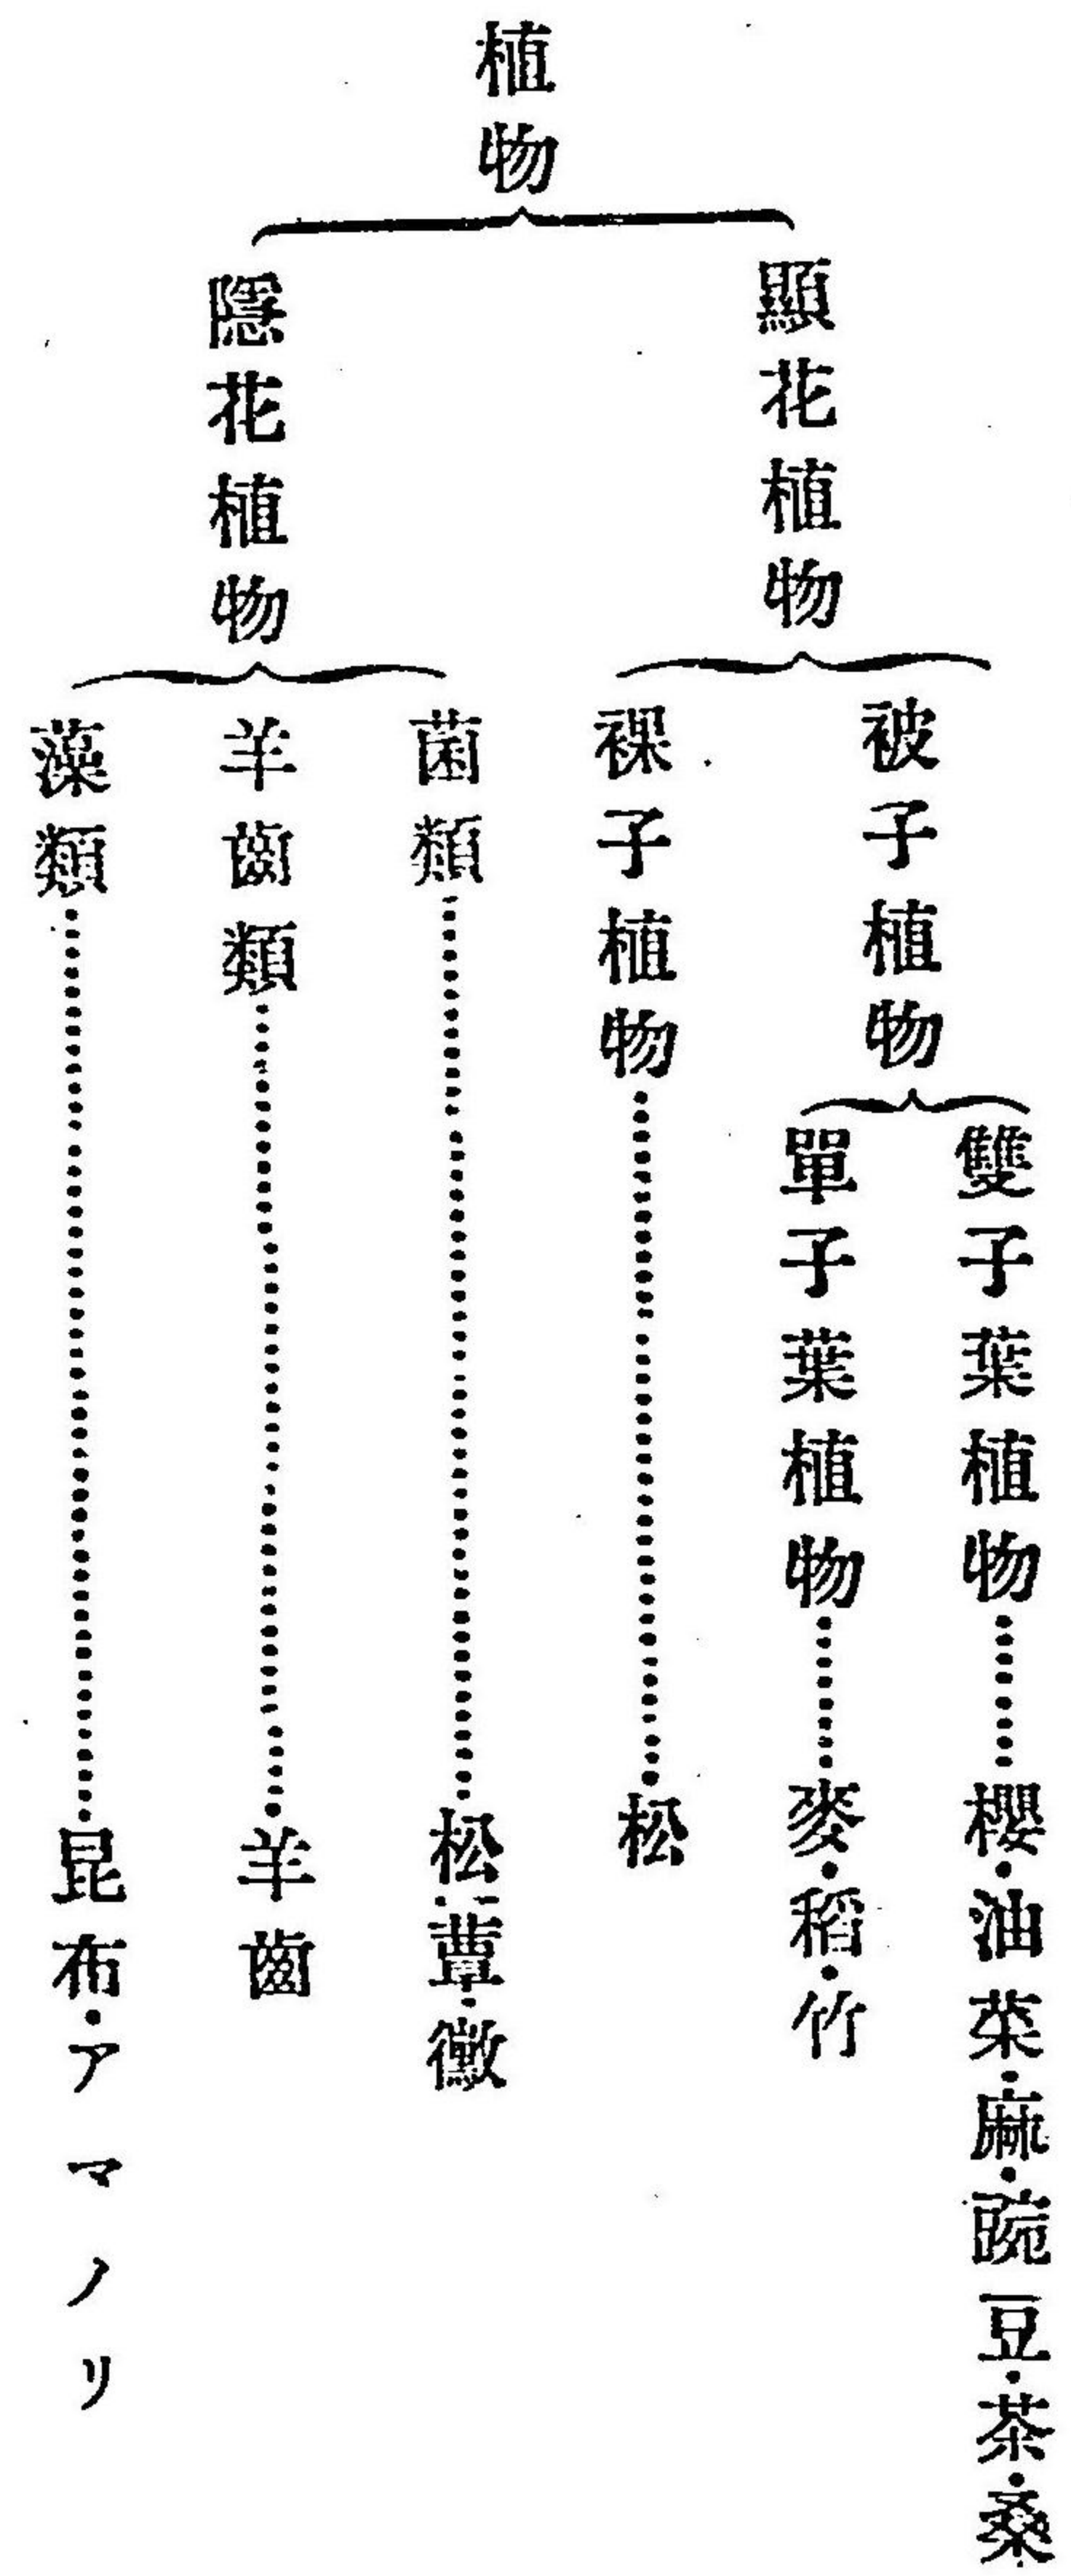 植物
顯花植物
被子植物
雙子葉植物……櫻・油菜・麻・豌豆・茶・桑
單子葉植物……麥・稻・竹
裸子植物……松
隱花植物
菌類……松蕈・黴
羊齒類……羊齒
藻類……昆布・アマノリ